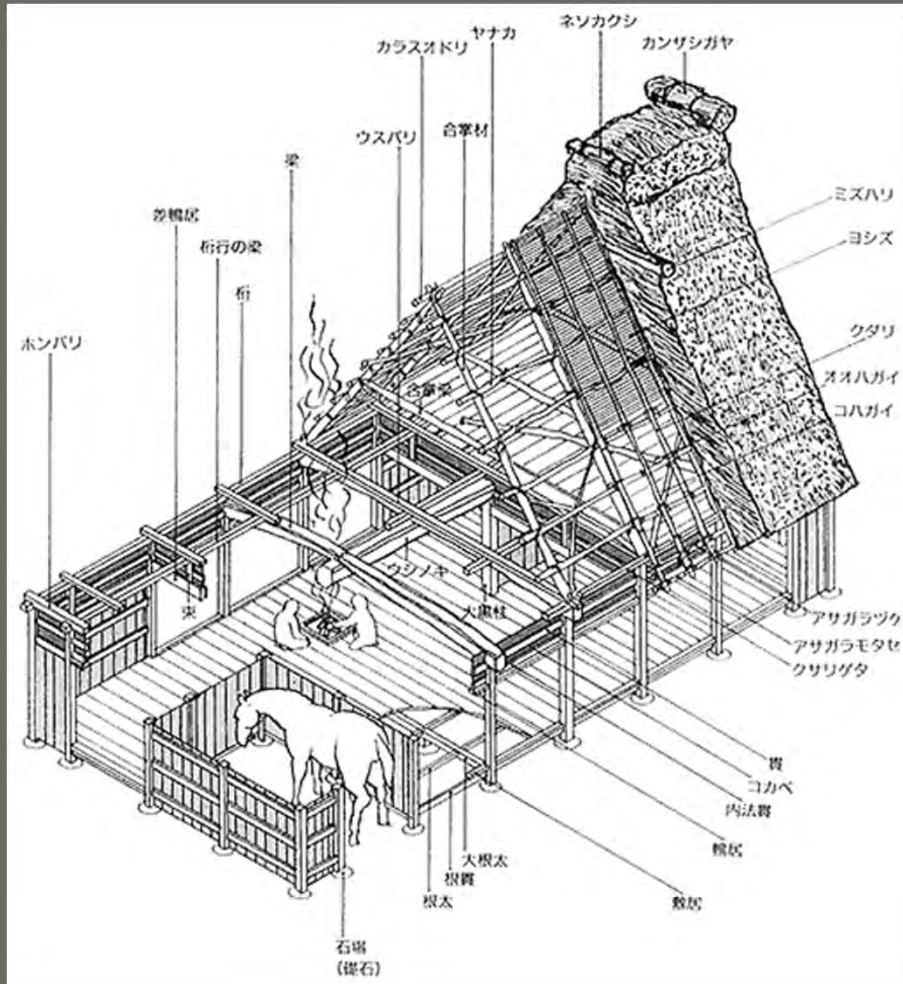 ネソカクシ
ヤナカ
カンザシガヤ
カラスオドリ
合掌材
ウスバリ
梁
差鴨居
桁行の梁
桁
ホンバリ
ミズハリ
ヨシズ
クダリ
オオハガイ
コハガイ
合掌梁
ウシノキ
大黒柱
束
アサガラヅケ
アサガラモタセ
クサリゲタ
貫
コカベ
内法貫
鴨居
敷居
大根太
根貫
根太
石場
(礎石)